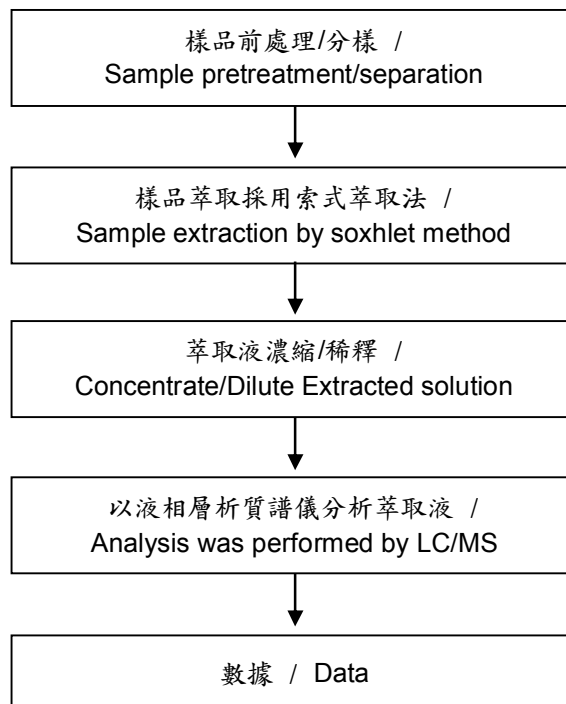 樣品前處理/分樣 /
Sample pretreatment/separation
樣品萃取採用索式萃取法 /
Sample extraction by soxhlet method
萃取液濃縮/稀釋 /
Concentrate/Dilute Extracted solution
以液相層析質譜儀分析萃取液 /
Analysis was performed by LC/MS
數據 / Data